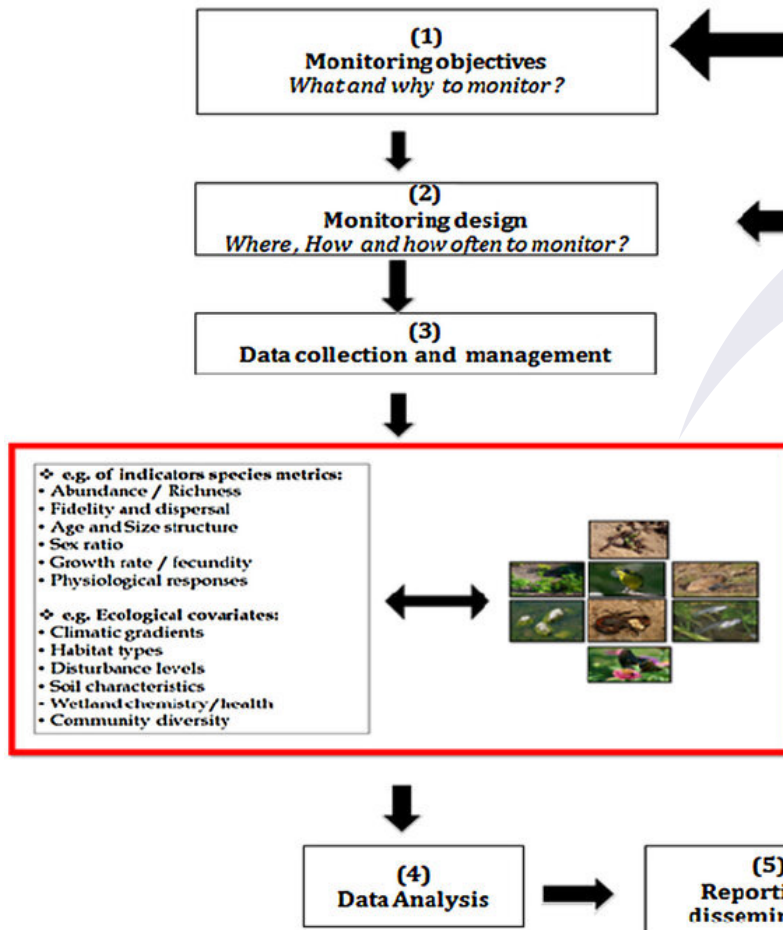 (1)
Monitoring objectives
What and why to monitor?
(2)
Monitoring design
Where, How and how often to monitor?
(3)
Data collection and management
❖ e.g. of indicators species metrics:
• Abundance / Richness
• Fidelity and dispersal
• Age and Size structure
• Sex ratio
• Growth rate / fecundity
• Physiological responses
❖ e.g. Ecological covariates:
• Climatic gradients
• Habitat types
• Disturbance levels
• Soil characteristics
- Wetland chemistry/health
• Community diversity
(4)
Data Analysis
(5)
Reporti
dissemin